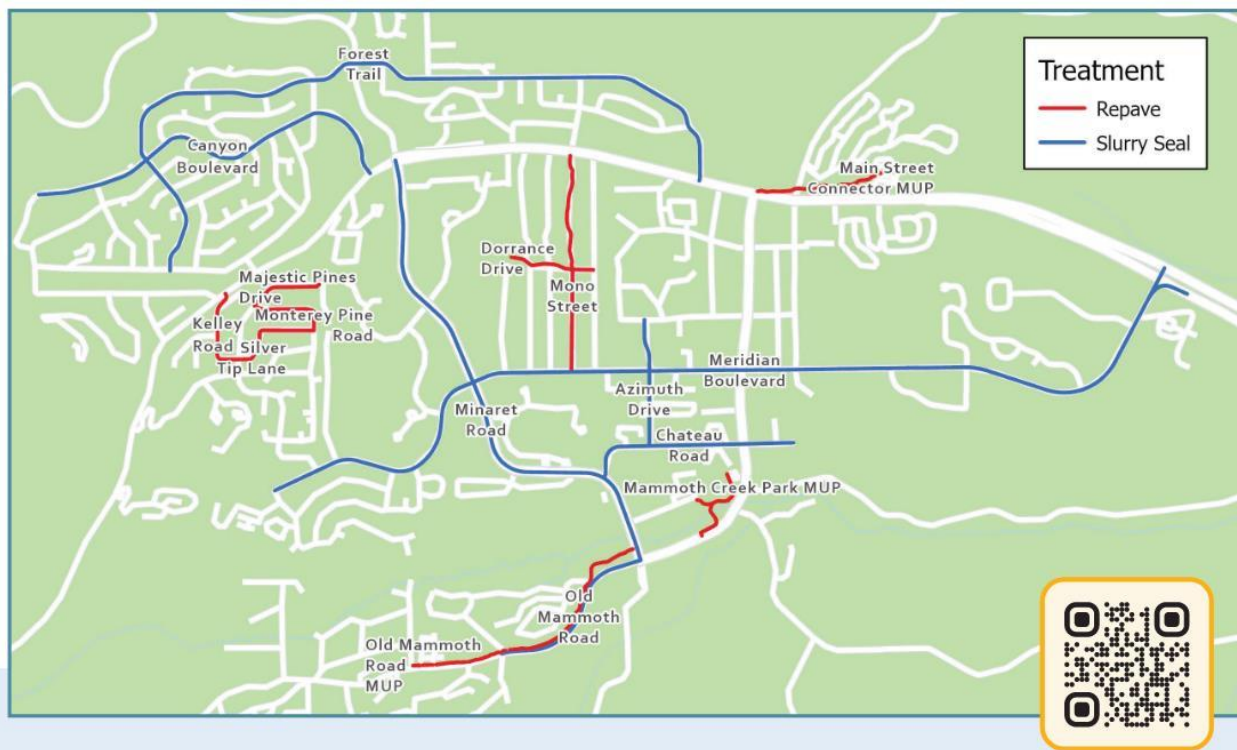 Forest
Trail
Treatment
Repave
Slurry Seal
Canyon
Boulevard
Main Street
Connector MUP
Dorrance
Drive
Mono
Street
Majestic Pines
Drive
Monterey Pine
Road
Kelley
Road
Silver
Tip Lane
Meridian
Boulevard
Azimuth
Drive
Minaret
Road
Chateau
Road
Mammoth Creek Park MUP
Old
Mammoth
Road
Old Mammoth
Road
MUP